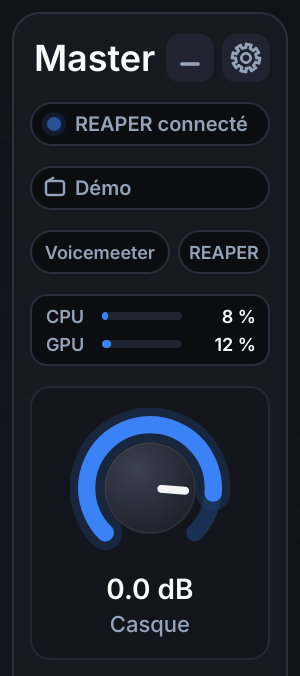 Master
REAPER connecté
Démo
Voicemeeter REAPER
CPU 8 %
GPU 12 %
0.0 dB
Casque